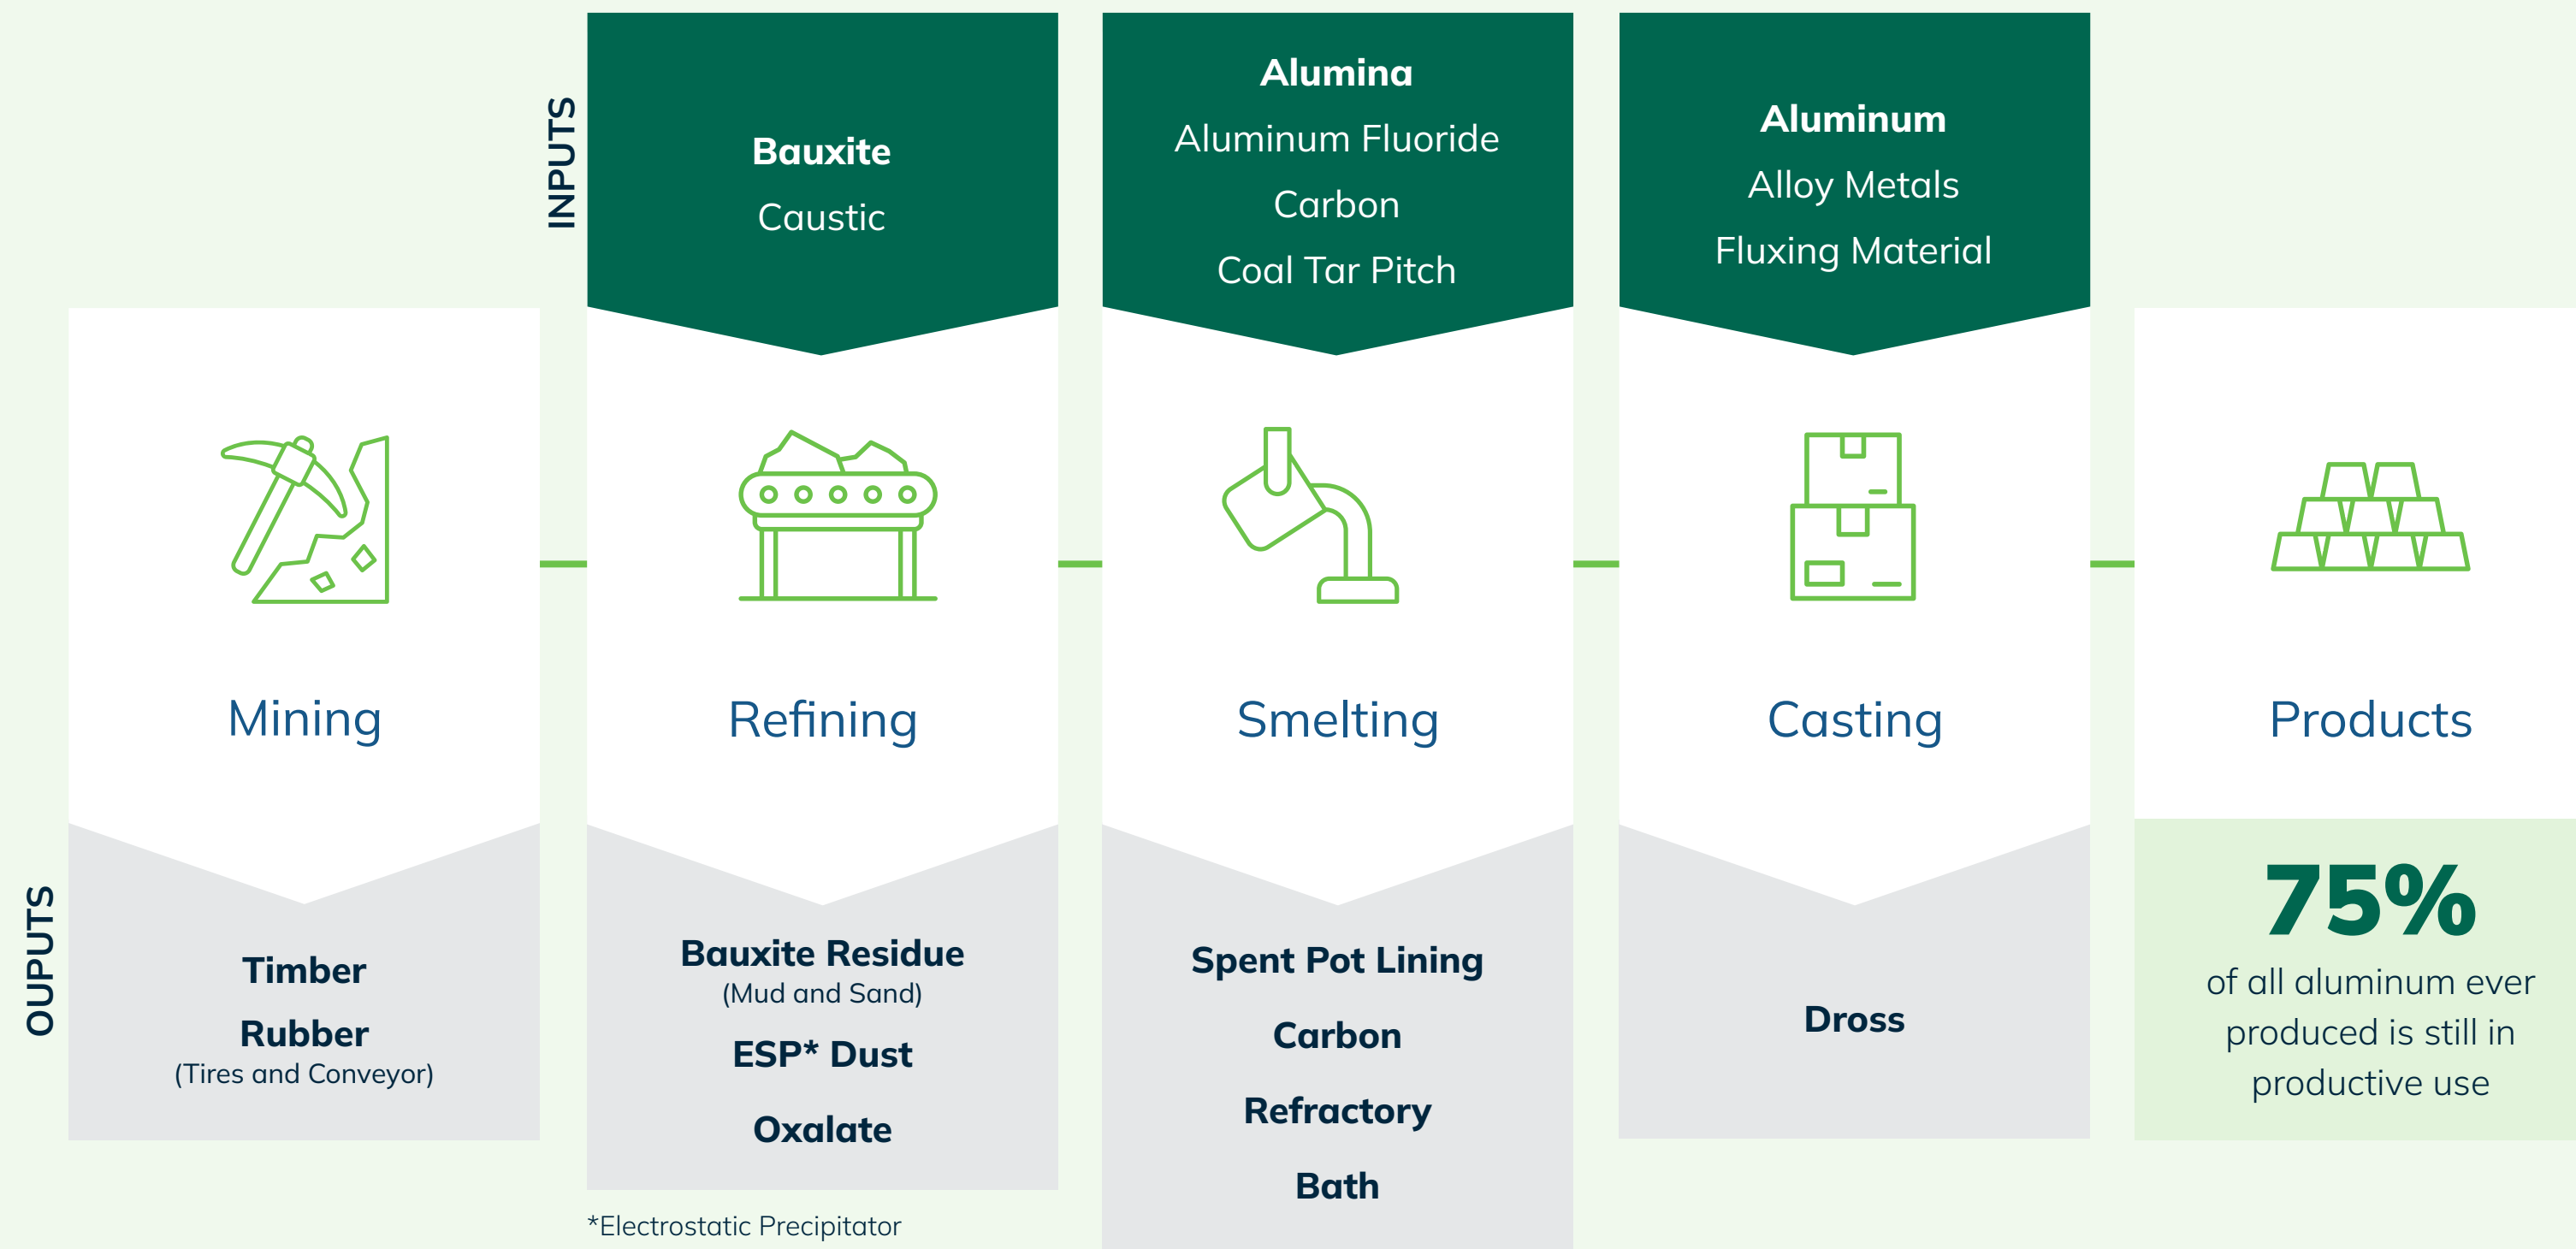 INPUTS
Bauxite
Caustic
Alumina
Aluminum Fluoride
Carbon
Coal Tar Pitch
Aluminum
Alloy Metals
Fluxing Material
Mining
Refining
Smelting
Casting
Products
OUPUTS
Timber
Rubber
(Tires and Conveyor)
Bauxite Residue
(Mud and Sand)
ESP* Dust
Oxalate
*Electrostatic Precipitator
Spent Pot Lining
Carbon
Refractory
Bath
Dross
75%
of all aluminum ever
produced is still in
productive use